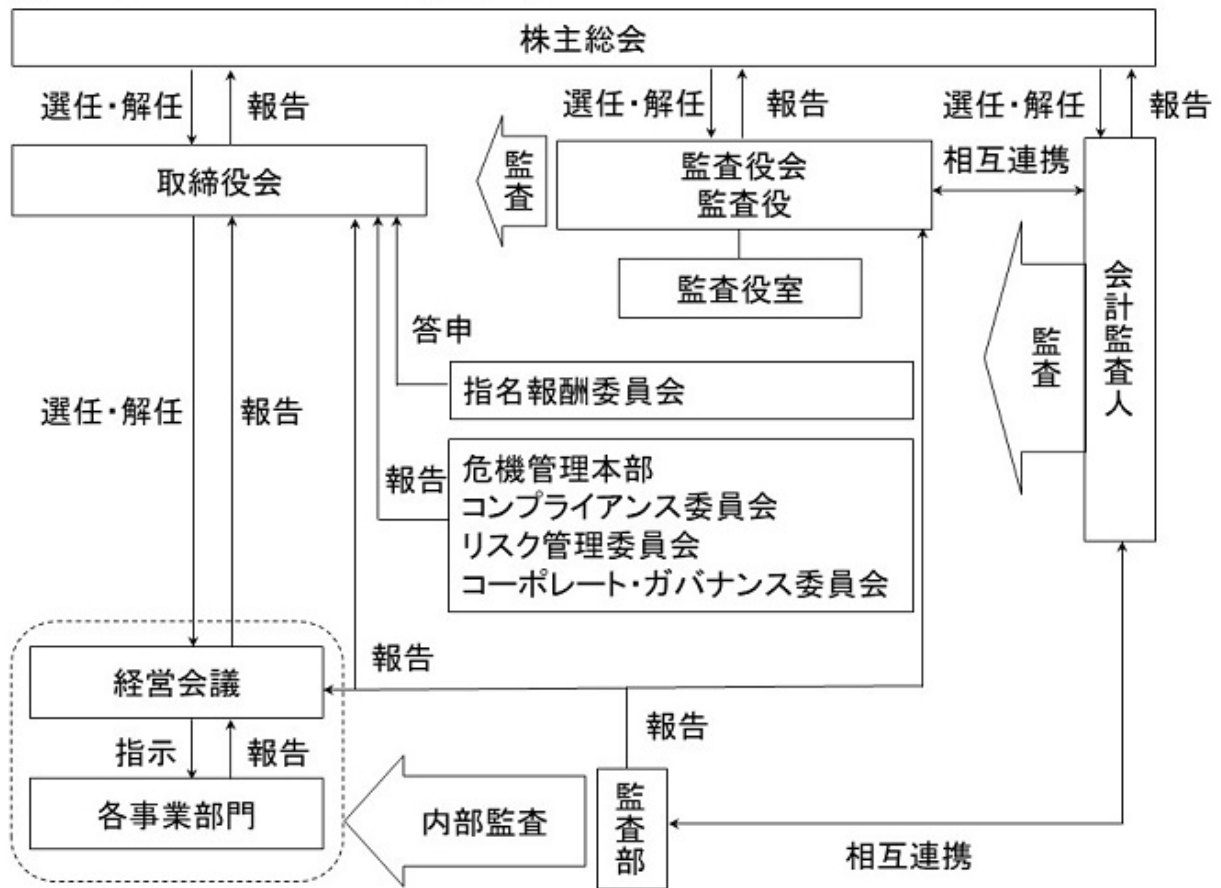 株主総会
選任・解任
報告
選任・解任
報告
選任・解任
報告
取締役会
監査
監査役会
監査役
相互連携
監査役室
会計監査人
監査
答申
指名報酬委員会
選任・解任
報告
報告
危機管理本部
コンプライアンス委員会
リスク管理委員会
コーポレート・ガバナンス委員会
経営会議
報告
報告
指示
報告
各事業部門
内部監査
監査部
相互連携